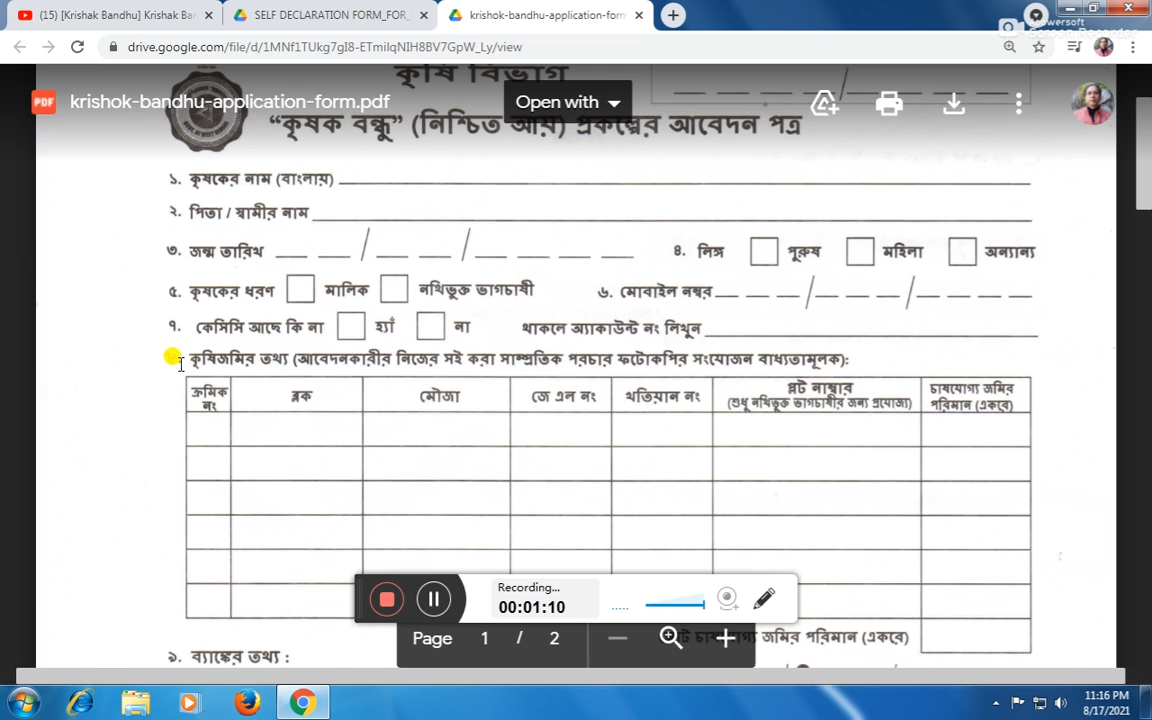 (15) [Krishak Bandhu] Krishak Ban
SELF DECLARATION FORM_FOR_
krishok-bandhu-application-form
drive.google.com/file/d/1MNf1TUkg7gI8-ETmilqNIH8BV7GpW_Ly/view
কৃষি বিভাগ
krishok-bandhu-application-form.pdf
Open with
“কৃষক বন্ধু” (নিশ্চিত আয়) প্রকল্পের আবেদন পত্র
১. কৃষকের নাম (বাংলায়)
২. পিতা / স্বামীর নাম
৩. জন্ম তারিখ / / ৪. লিঙ্গ পুরুষ মহিলা অন্যান্য
৫. কৃষকের ধরণ মালিক নথিভুক্ত ভাগচাষী ৬. মোবাইল নম্বর / /
৭. কেসিসি আছে কি না হ্যাঁ না থাকলে অ্যাকাউন্ট নং লিখুন
কৃষিজমির তথ্য (আবেদনকারীর নিজের সই করা সাম্প্রতিক পরচার ফটোকপির সংযোজন বাধ্যতামূলক):
ক্রমিক নং ব্লক মৌজা জে এল নং খতিয়ান নং প্লট নাম্বার (শুধু নথিভুক্ত ভাগচাষীর জন্য প্রযোজ্য) চাষযোগ্য জমির পরিমান (একরে)
Recording...
00:01:10
Page 1 / 2
জমির পরিমান (একরে)
৯. ব্যাঙ্কের তথ্য :
11:16 PM
8/17/2021